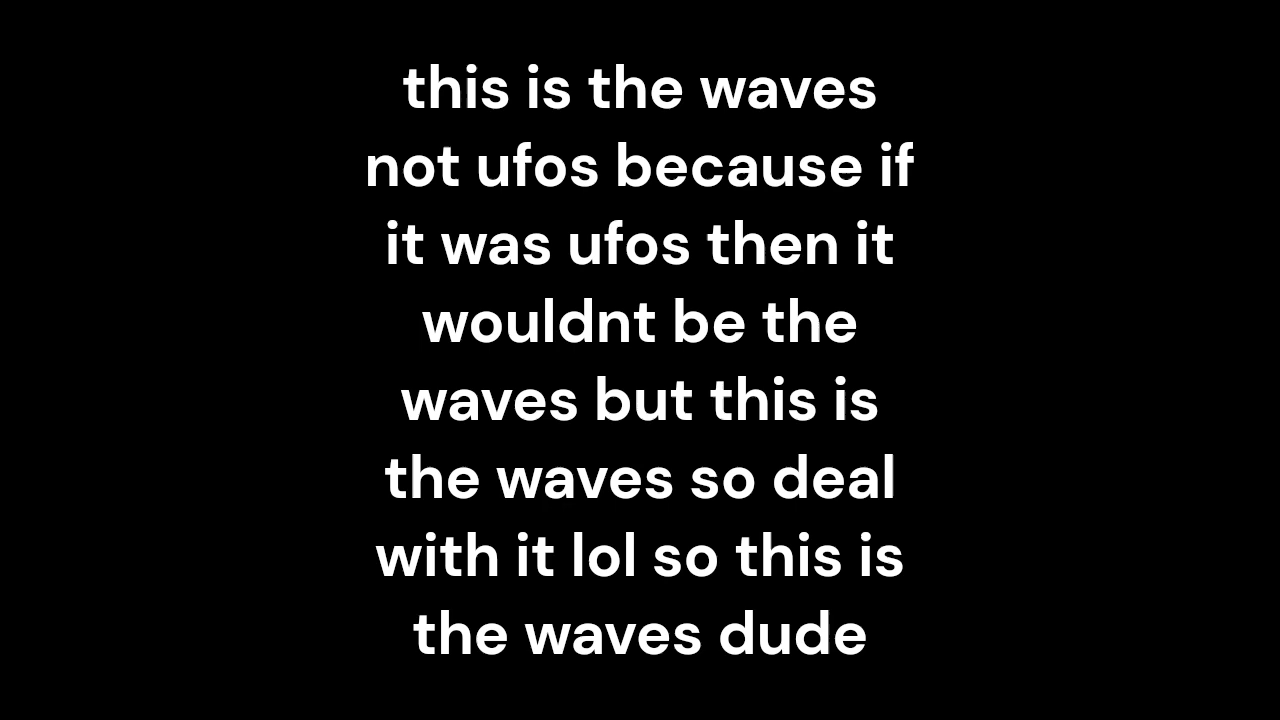 this is the waves
not ufos because if
it was ufos then it
wouldnt be the
waves but this is
the waves so deal
with it lol so this is
the waves dude